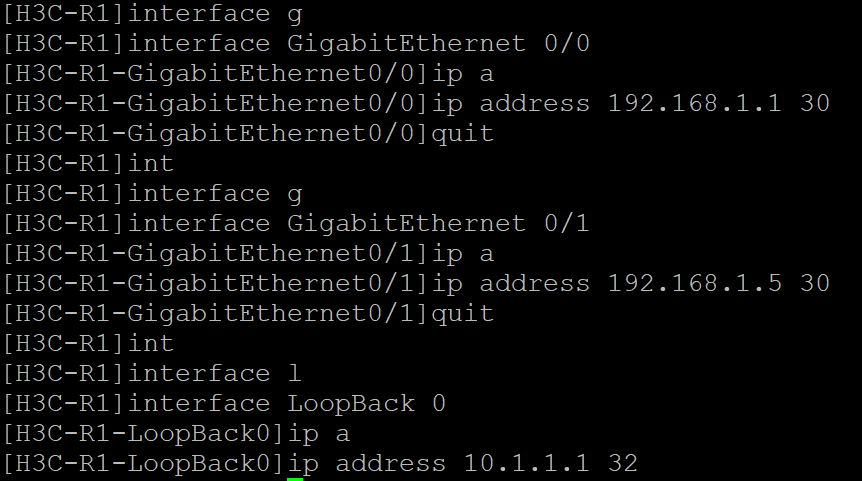 [H3C-R1]interface g
[H3C-R1]interface GigabitEthernet 0/0
[H3C-R1-GigabitEthernet0/0]ip a
[H3C-R1-GigabitEthernet0/0]ip address 192.168.1.1 30
[H3C-R1-GigabitEthernet0/0]quit
[H3C-R1]int
[H3C-R1]interface g
[H3C-R1]interface GigabitEthernet 0/1
[H3C-R1-GigabitEthernet0/1]ip a
[H3C-R1-GigabitEthernet0/1]ip address 192.168.1.5 30
[H3C-R1-GigabitEthernet0/1]quit
[H3C-R1]int
[H3C-R1]interface l
[H3C-R1]interface LoopBack 0
[H3C-R1-LoopBack0]ip a
[H3C-R1-LoopBack0]ip address 10.1.1.1 32